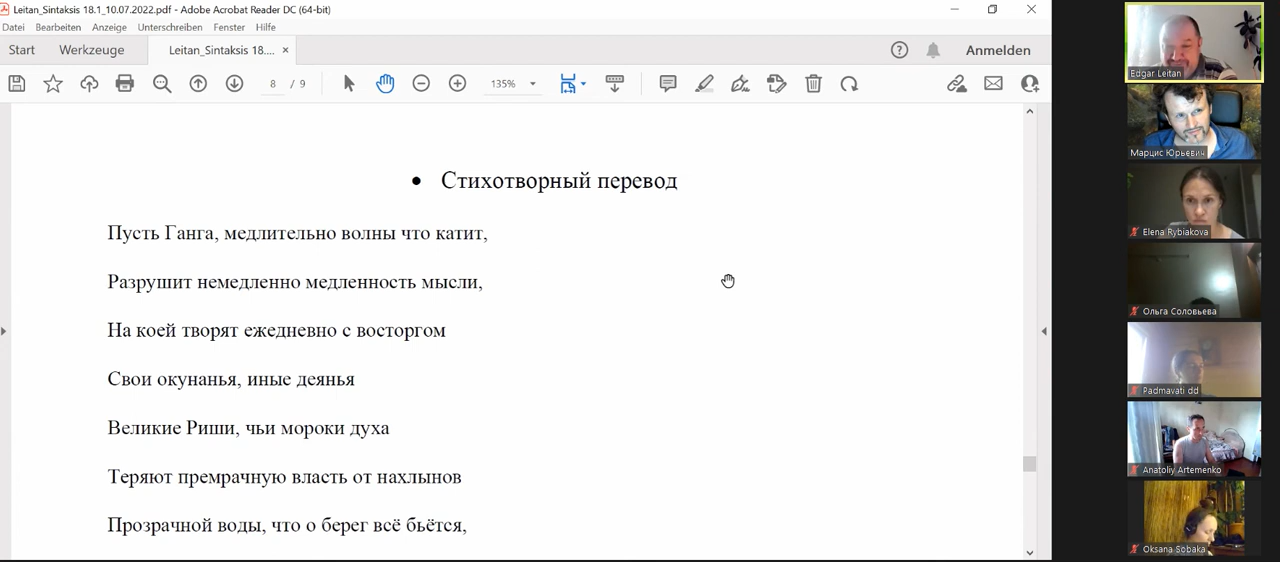 Leitan_Sintaksis 18.1_10.07.2022.pdf - Adobe Acrobat Reader DC (64-bit)
Datei Bearbeiten Anzeige Unterschreiben Fenster Hilfe
Start Werkzeuge Leitan_Sintaksis 18.... × Anmelden
8 / 9 135%
• Стихотворный перевод
Пусть Ганга, медлительно волны что катит,
Разрушит немедленно медленность мысли,
На коей творят ежедневно с восторгом
Свои окунанья, иные деянья
Великие Риши, чьи мороки духа
Теряют премрачную власть от нахлынов
Прозрачной воды, что о берег всё бьётся,
Edgar Leitan
Марцис Юрьевич
Elena Rybiakova
Ольга Соловьева
Padmavati dd
Anatoliy Artemenko
Oksana Sobaka